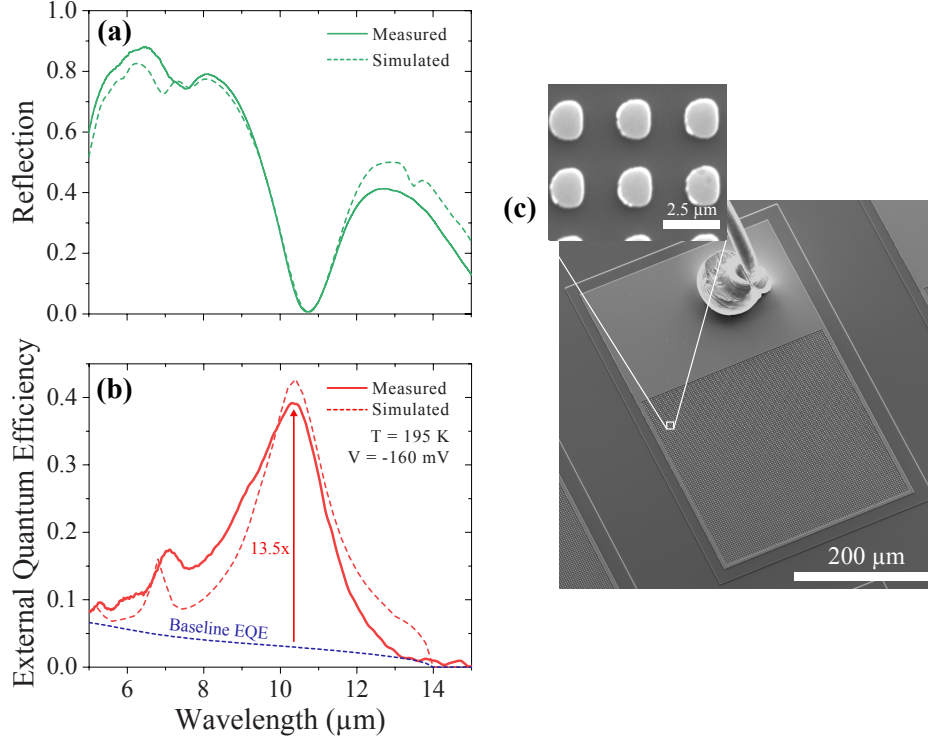 (a)
Measured
Simulated
Reflection
1.0
0.8
0.6
0.4
0.2
0.0
(b)
Measured
Simulated
T = 195 K
V = -160 mV
13.5x
Baseline EQE
External Quantum Efficiency
0.4
0.3
0.2
0.1
0.0
6
8
10
12
14
Wavelength (µm)
(c)
2.5 µm
200 µm